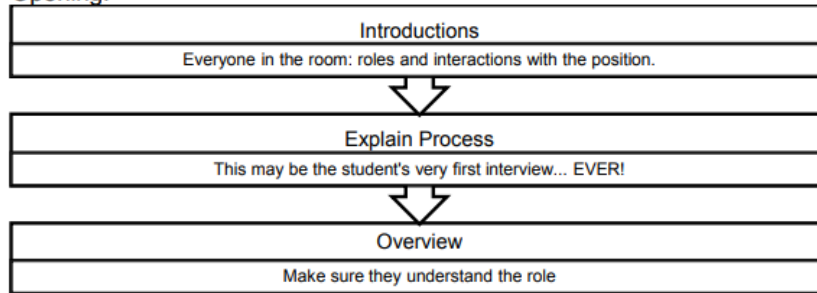 Opening:
Introductions
Everyone in the room: roles and interactions with the position.
Explain Process
This may be the student's very first interview... EVER!
Overview
Make sure they understand the role